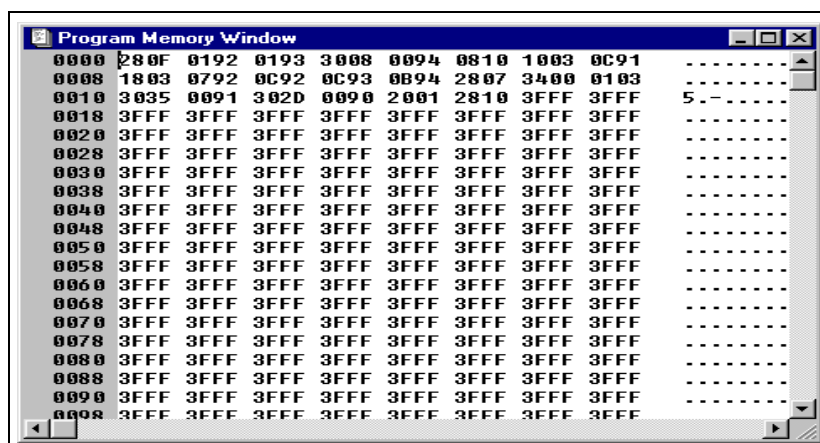 Program Memory Window
0000 280F 0192 0193 3008 0094 0810 1003 0C91 ........
0008 1803 0792 0C92 0C93 0B94 2807 3400 0103 ........
0010 3035 0091 302D 0090 2001 2810 3FFF 3FFF 5.-.....
0018 3FFF 3FFF 3FFF 3FFF 3FFF 3FFF 3FFF 3FFF ........
0020 3FFF 3FFF 3FFF 3FFF 3FFF 3FFF 3FFF 3FFF ........
0028 3FFF 3FFF 3FFF 3FFF 3FFF 3FFF 3FFF 3FFF ........
0030 3FFF 3FFF 3FFF 3FFF 3FFF 3FFF 3FFF 3FFF ........
0038 3FFF 3FFF 3FFF 3FFF 3FFF 3FFF 3FFF 3FFF ........
0040 3FFF 3FFF 3FFF 3FFF 3FFF 3FFF 3FFF 3FFF ........
0048 3FFF 3FFF 3FFF 3FFF 3FFF 3FFF 3FFF 3FFF ........
0050 3FFF 3FFF 3FFF 3FFF 3FFF 3FFF 3FFF 3FFF ........
0058 3FFF 3FFF 3FFF 3FFF 3FFF 3FFF 3FFF 3FFF ........
0060 3FFF 3FFF 3FFF 3FFF 3FFF 3FFF 3FFF 3FFF ........
0068 3FFF 3FFF 3FFF 3FFF 3FFF 3FFF 3FFF 3FFF ........
0070 3FFF 3FFF 3FFF 3FFF 3FFF 3FFF 3FFF 3FFF ........
0078 3FFF 3FFF 3FFF 3FFF 3FFF 3FFF 3FFF 3FFF ........
0080 3FFF 3FFF 3FFF 3FFF 3FFF 3FFF 3FFF 3FFF ........
0088 3FFF 3FFF 3FFF 3FFF 3FFF 3FFF 3FFF 3FFF ........
0090 3FFF 3FFF 3FFF 3FFF 3FFF 3FFF 3FFF 3FFF ........
0098 3FFF 3FFF 3FFF 3FFF 3FFF 3FFF 3FFF 3FFF